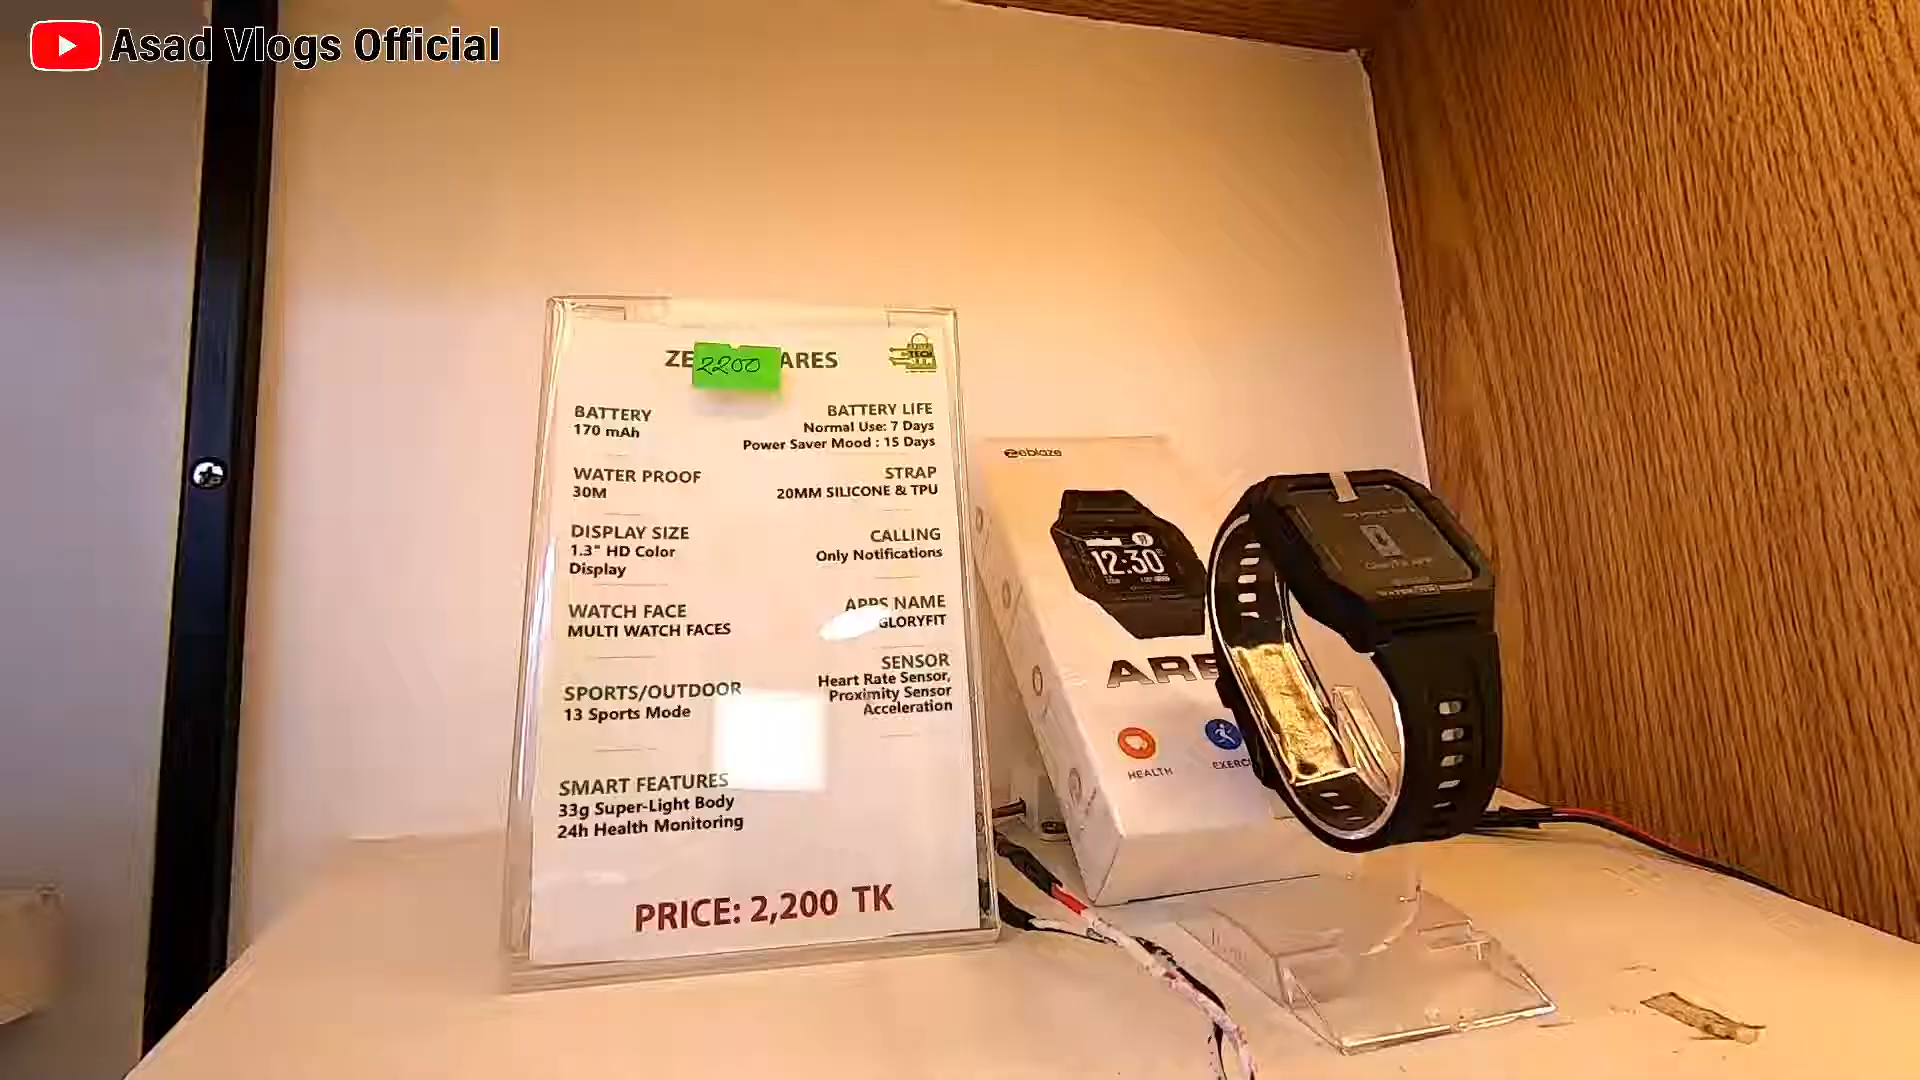 Asad Vlogs Official
ZE ARES
2200
TECH
BATTERY
170 mAh
BATTERY LIFE
Normal Use: 7 Days
Power Saver Mood : 15 Days
WATER PROOF
30M
STRAP
20MM SILICONE & TPU
DISPLAY SIZE
1.3" HD Color
Display
CALLING
Only Notifications
WATCH FACE
MULTI WATCH FACES
APPS NAME
GLORYFIT
SPORTS/OUTDOOR
13 Sports Mode
SENSOR
Heart Rate Sensor,
Proximity Sensor
Acceleration
SMART FEATURES
33g Super-Light Body
24h Health Monitoring
PRICE: 2,200 TK
Zeblaze
12:30
ARE
HEALTH
EXERC